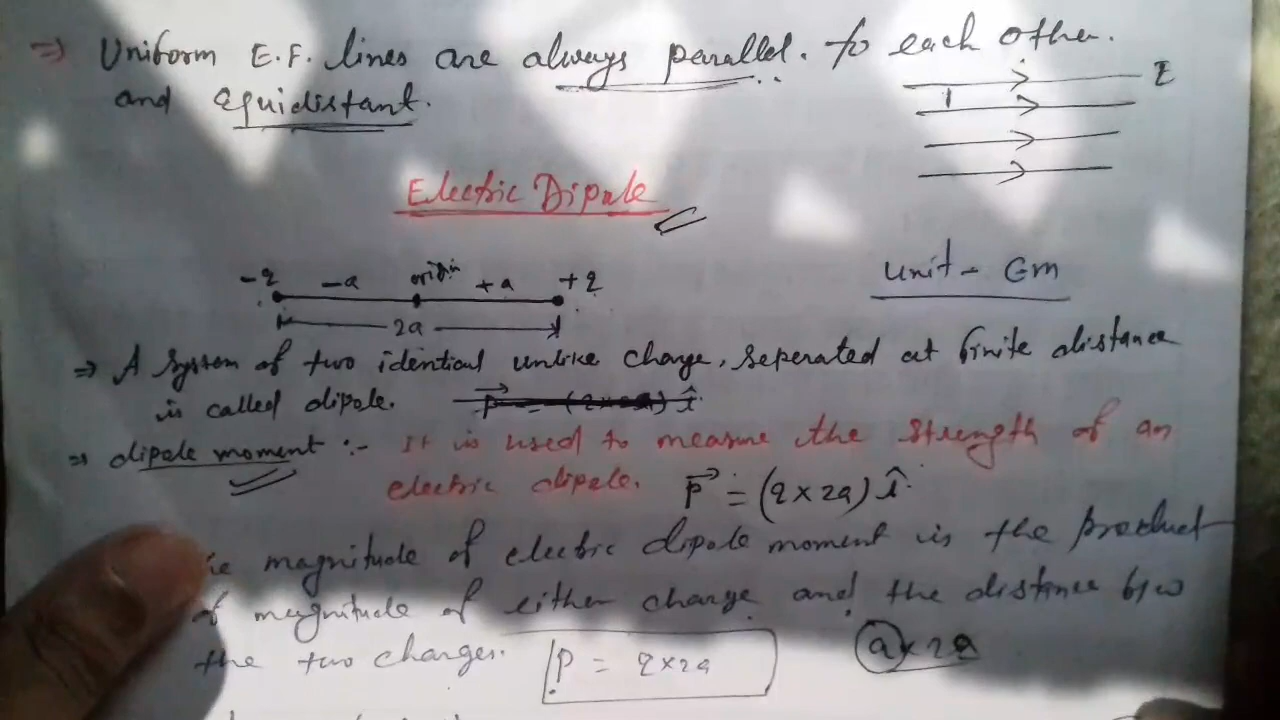 ⇒ Uniform E.F. lines are always parallel. to each other.
and equidistant.
E
Electric Dipole
unit - Cm
-q -a origin +a +q
2a
⇒ A system of two identical unlike charge, seperated at finite distance
is called dipole.
⇒ dipole moment :- It is used to measure the strength of an
electric dipole. p⃗ = (q×2a) î
magnitude of electric dipole moment is the product
of magnitude of either charge and the distance b/w
the two charges. p = q×2a
a×2a